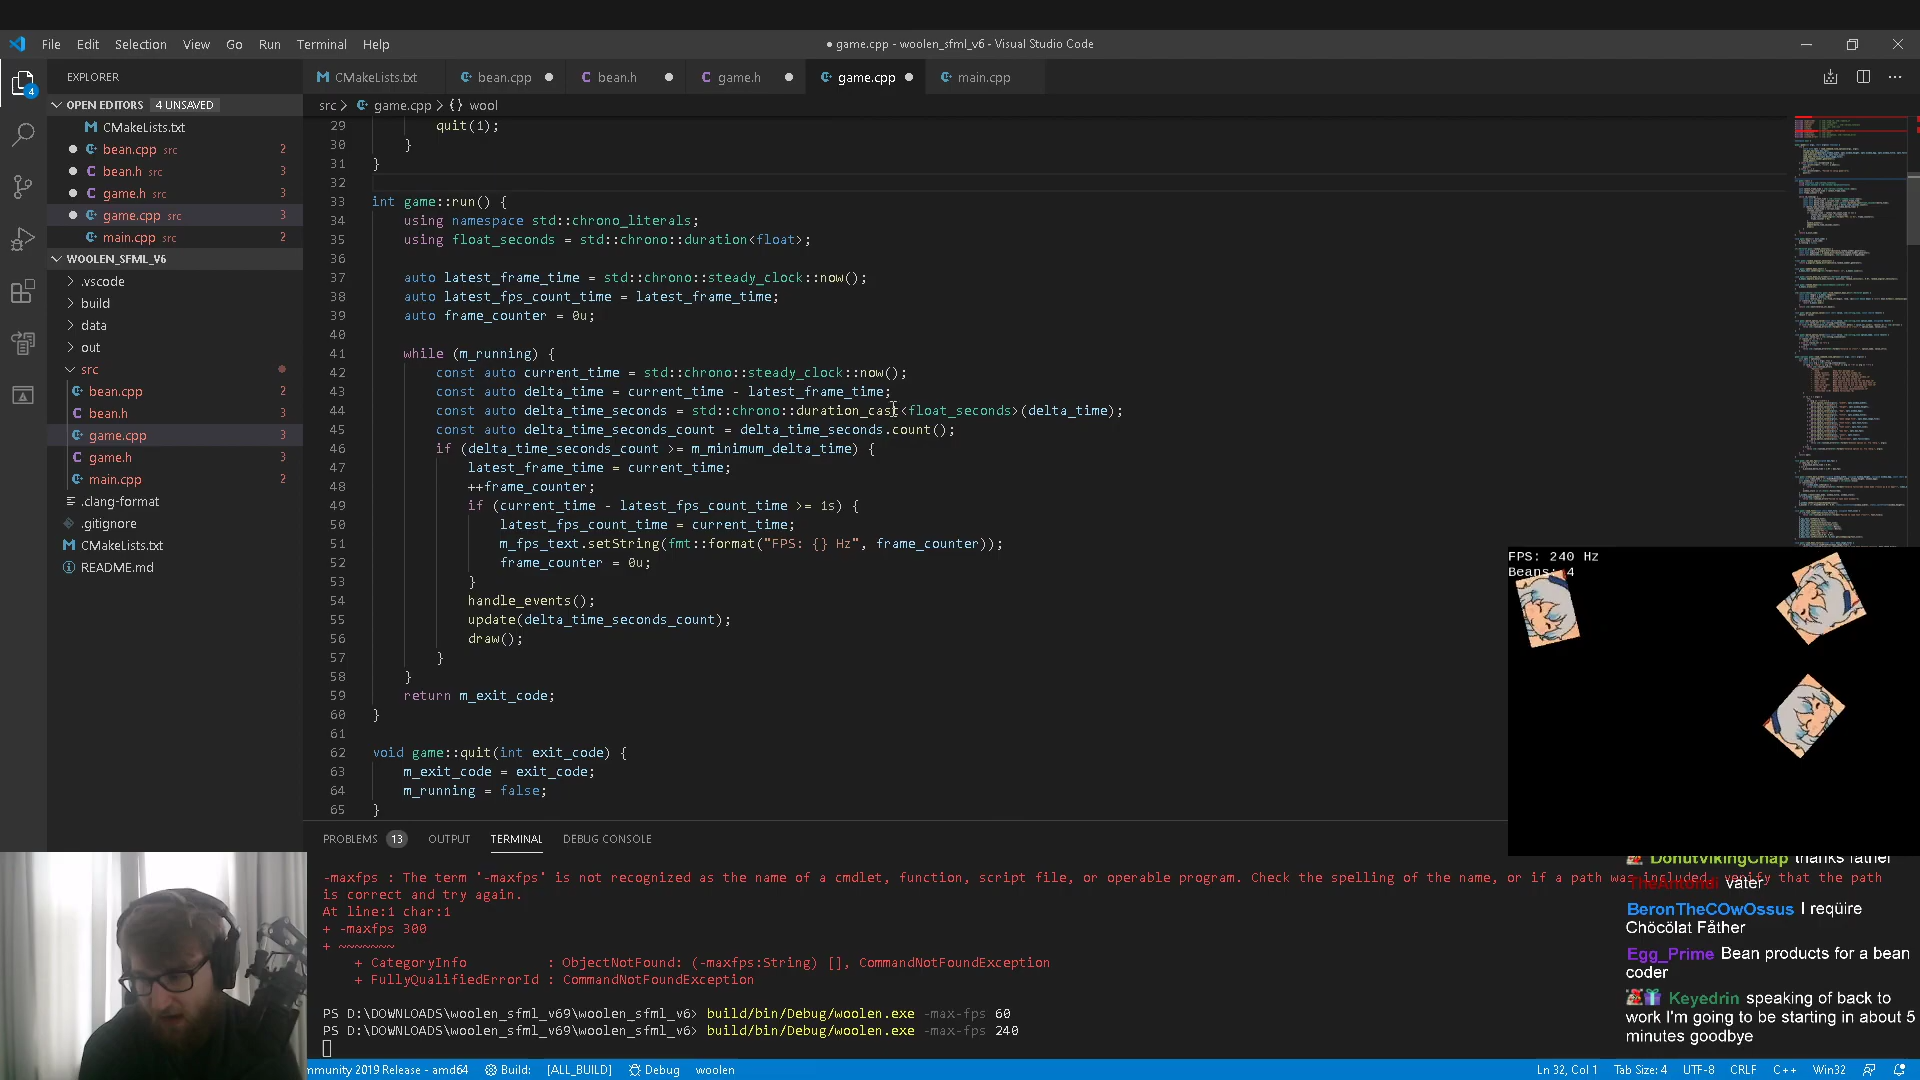 File Edit Selection View Go Run Terminal Help
● game.cpp - woolen_sfml_v6 - Visual Studio Code
EXPLORER
CMakeLists.txt bean.cpp bean.h game.h game.cpp main.cpp
OPEN EDITORS 4 UNSAVED
src > game.cpp > {} wool
CMakeLists.txt
bean.cpp src 2
bean.h src 3
game.h src 3
game.cpp src 3
main.cpp src 2
WOOLEN_SFML_V6
.vscode
build
data
out
src
bean.cpp 2
bean.h 3
game.cpp 3
game.h 3
main.cpp 2
.clang-format
.gitignore
CMakeLists.txt
README.md
4
29 quit(1);
30 }
31 }
32
33 int game::run() {
34 using namespace std::chrono_literals;
35 using float_seconds = std::chrono::duration<float>;
36
37 auto latest_frame_time = std::chrono::steady_clock::now();
38 auto latest_fps_count_time = latest_frame_time;
39 auto frame_counter = 0u;
40
41 while (m_running) {
42 const auto current_time = std::chrono::steady_clock::now();
43 const auto delta_time = current_time - latest_frame_time;
44 const auto delta_time_seconds = std::chrono::duration_cast<float_seconds>(delta_time);
45 const auto delta_time_seconds_count = delta_time_seconds.count();
46 if (delta_time_seconds_count >= m_minimum_delta_time) {
47 latest_frame_time = current_time;
48 ++frame_counter;
49 if (current_time - latest_fps_count_time >= 1s) {
50 latest_fps_count_time = current_time;
51 m_fps_text.setString(fmt::format("FPS: {} Hz", frame_counter));
52 frame_counter = 0u;
53 }
54 handle_events();
55 update(delta_time_seconds_count);
56 draw();
57 }
58 }
59 return m_exit_code;
60 }
61
62 void game::quit(int exit_code) {
63 m_exit_code = exit_code;
64 m_running = false;
65 }
FPS: 240 Hz
Beans: 4
PROBLEMS 13 OUTPUT TERMINAL DEBUG CONSOLE
-maxfps : The term '-maxfps' is not recognized as the name of a cmdlet, function, script file, or operable program. Check the spelling of the name, or if a path was included, verify that the path
is correct and try again.
At line:1 char:1
+ -maxfps 300
+ ~~~~~~~
+ CategoryInfo : ObjectNotFound: (-maxfps:String) [], CommandNotFoundException
+ FullyQualifiedErrorId : CommandNotFoundException
PS D:\DOWNLOADS\woolen_sfml_v69\woolen_sfml_v6> build/bin/Debug/woolen.exe -max-fps 60
PS D:\DOWNLOADS\woolen_sfml_v69\woolen_sfml_v6> build/bin/Debug/woolen.exe -max-fps 240
DonutVikingChap thanks father
vater
BeronTheCOwOssus I reqüire
Chöcölat Fåther
Egg_Prime Bean products for a bean
coder
Keyedrin speaking of back to
work I'm going to be starting in about 5
minutes goodbye
mmunity 2019 Release - amd64 Build: [ALL_BUILD] Debug woolen
Ln 32, Col 1 Tab Size: 4 UTF-8 CRLF C++ Win32